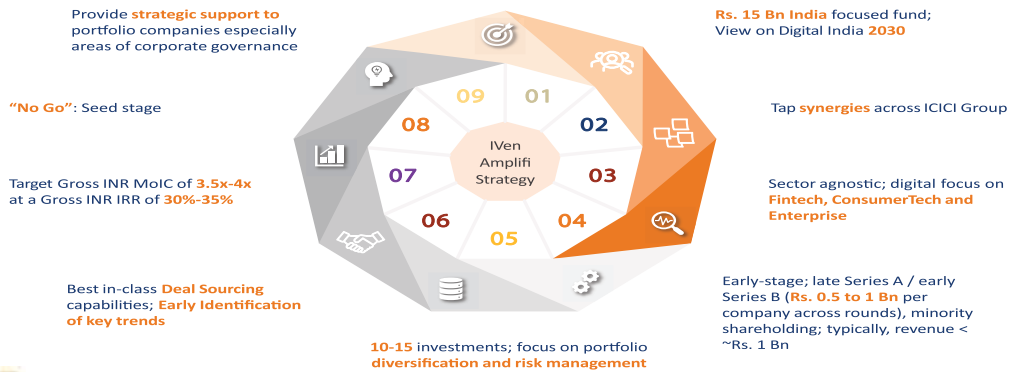 Provide strategic support to
portfolio companies especially
areas of corporate governance
Rs. 15 Bn India focused fund;
View on Digital India 2030
"No Go": Seed stage
Tap synergies across ICICI Group
Target Gross INR MoIC of 3.5x-4x
at a Gross INR IRR of 30%-35%
Sector agnostic; digital focus on
Fintech, ConsumerTech and
Enterprise
Best in-class Deal Sourcing
capabilities; Early Identification
of key trends
Early-stage; late Series A / early
Series B (Rs. 0.5 to 1 Bn per
company across rounds), minority
shareholding; typically, revenue <
~Rs. 1 Bn
10-15 investments; focus on portfolio
diversification and risk management
IVen
Amplifi
Strategy
01
02
03
04
05
06
07
08
09